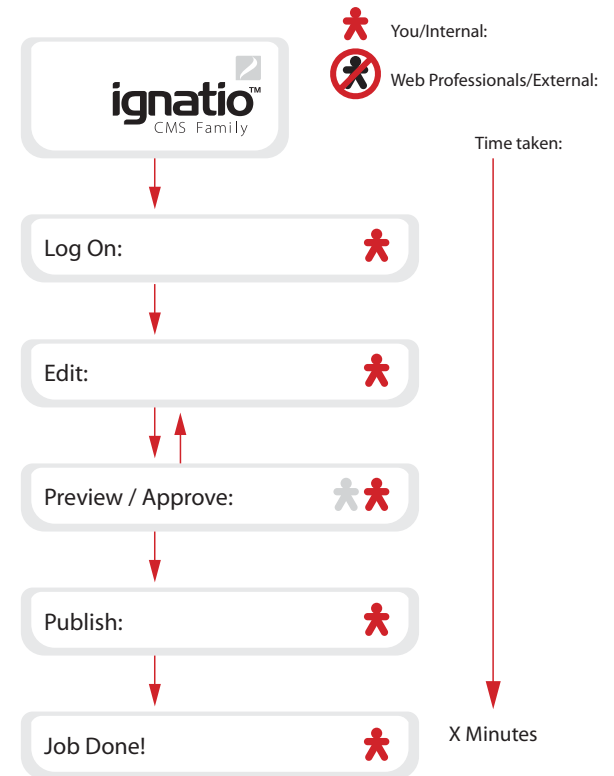 You/Internal:
ignatio™
CMS Family
Web Professionals/External:
Time taken:
Log On:
Edit:
Preview / Approve:
Publish:
Job Done!
X Minutes